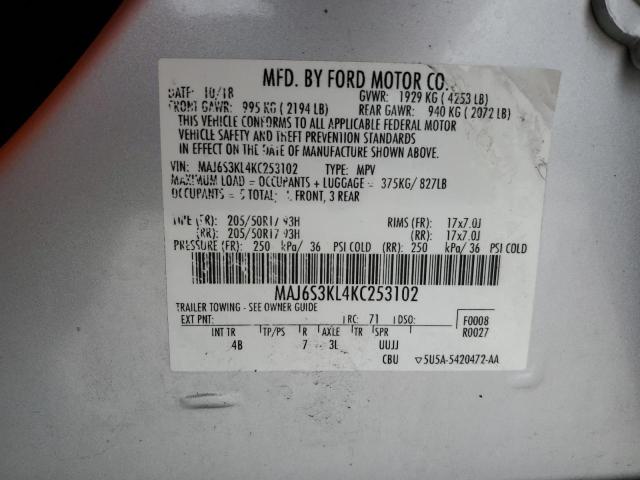 MFD. BY FORD MOTOR CO.
DATE: 10/18 GVWR: 1929 KG (4253 LB)
FRONT GAWR: 995 KG (2194 LB) REAR GAWR: 940 KG (2072 LB)
THIS VEHICLE CONFORMS TO ALL APPLICABLE FEDERAL MOTOR
VEHICLE SAFETY AND THEFT PREVENTION STANDARDS
IN EFFECT ON THE DATE OF MANUFACTURE SHOWN ABOVE.
VIN: MAJ6S3KL4KC253102 TYPE: MPV
MAXIMUM LOAD = OCCUPANTS + LUGGAGE = 375KG/ 827LB
OCCUPANTS = 5 TOTAL: FRONT, 3 REAR
TIRE (FR): 205/50R17 93H RIMS (FR): 17x7.0J
(RR): 205/50R17 93H (RR): 17x7.0J
PRESSURE (FR): 250 kPa/ 36 PSI COLD (RR): 250 kPa/ 36 PSI COLD
MAJ6S3KL4KC253102
TRAILER TOWING - SEE OWNER GUIDE
EXT PNT: RC: 71 DSO: F0008
INT TR TP/PS R AXLE TR SPR R0027
4B 7 3L UUJJ
CBU ▽5U5A-5420472-AA